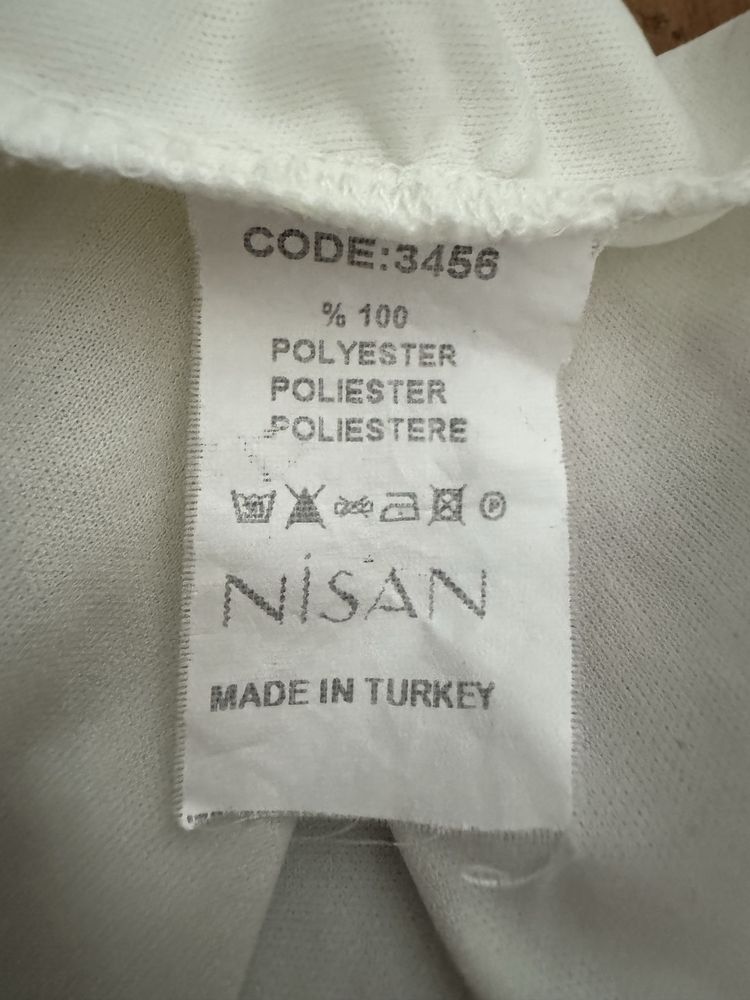 CODE:3456
% 100
POLYESTER
POLIESTER
POLIESTERE
P
NİSAN
MADE IN TURKEY